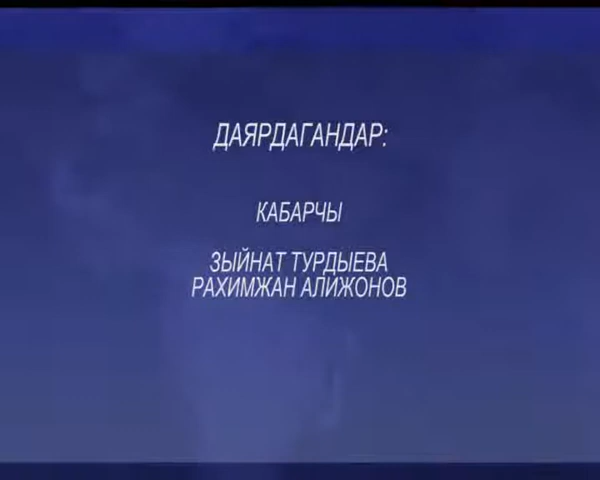 ДАЯРДАГАНДАР:
КАБАРЧЫ
ЗЫЙНАТ ТУРДЫЕВА
РАХИМЖАН АЛИЖОНОВ